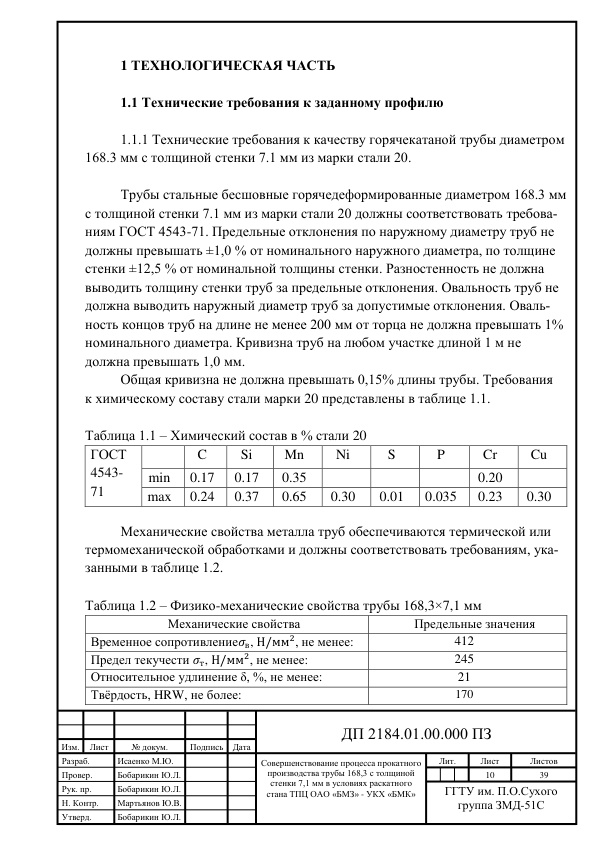 1 ТЕХНОЛОГИЧЕСКАЯ ЧАСТЬ
1.1 Технические требования к заданному профилю
1.1.1 Технические требования к качеству горячекатаной трубы диаметром
168.3 мм с толщиной стенки 7.1 мм из марки стали 20.
Трубы стальные бесшовные горячедеформированные диаметром 168.3 мм
с толщиной стенки 7.1 мм из марки стали 20 должны соответствовать требова-
ниям ГОСТ 4543-71. Предельные отклонения по наружному диаметру труб не
должны превышать ±1,0 % от номинального наружного диаметра, по толщине
стенки ±12,5 % от номинальной толщины стенки. Разностенность не должна
выводить толщину стенки труб за предельные отклонения. Овальность труб не
должна выводить наружный диаметр труб за допустимые отклонения. Оваль-
ность концов труб на длине не менее 200 мм от торца не должна превышать 1%
номинального диаметра. Кривизна труб на любом участке длиной 1 м не
должна превышать 1,0 мм.
Общая кривизна не должна превышать 0,15% длины трубы. Требования
к химическому составу стали марки 20 представлены в таблице 1.1.
Таблица 1.1 – Химический состав в % стали 20
ГОСТ 4543-71 C Si Mn Ni S P Cr Cu
min 0.17 0.17 0.35 0.20
max 0.24 0.37 0.65 0.30 0.01 0.035 0.23 0.30
Механические свойства металла труб обеспечиваются термической или
термомеханической обработками и должны соответствовать требованиям, ука-
занными в таблице 1.2.
Таблица 1.2 – Физико-механические свойства трубы 168,3×7,1 мм
Механические свойства Предельные значения
Временное сопротивлениеσв, Н/мм², не менее: 412
Предел текучести σт, Н/мм², не менее: 245
Относительное удлинение δ, %, не менее: 21
Твёрдость, HRW, не более: 170
ДП 2184.01.00.000 ПЗ
Изм. Лист № докум. Подпись Дата
Разраб. Исаенко М.Ю.
Провер. Бобарикин Ю.Л.
Рук. пр. Бобарикин Ю.Л.
Н. Контр. Мартьянов Ю.В.
Утверд. Бобарикин Ю.Л.
Совершенствование процесса прокатного
производства трубы 168,3 с толщиной
стенки 7,1 мм в условиях раскатного
стана ТПЦ ОАО «БМЗ» - УКХ «БМК»
Лит. Лист Листов
10 39
ГГТУ им. П.О.Сухого
группа ЗМД-51С